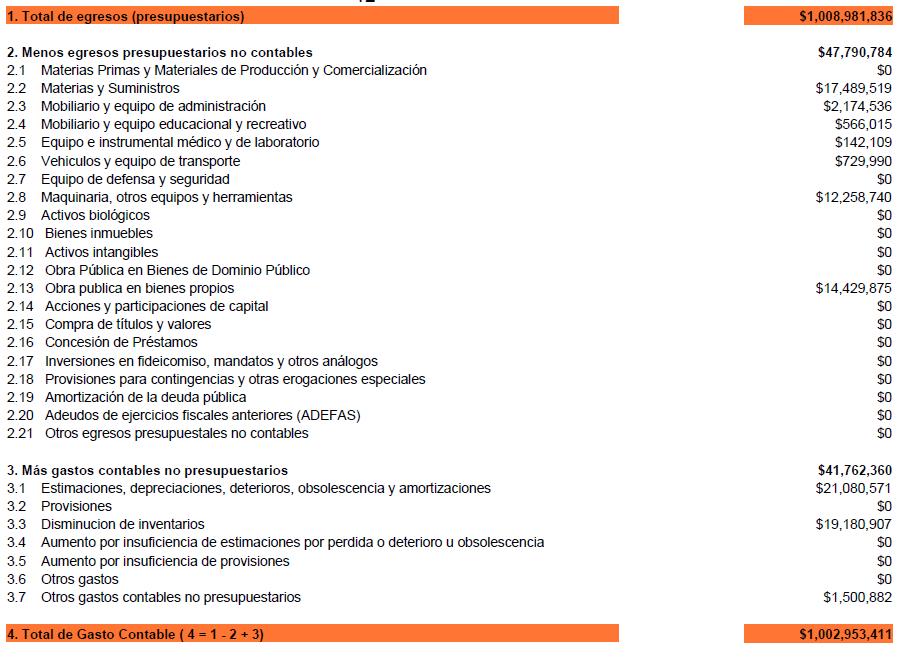 1. Total de egresos (presupuestarios) $1,008,981,836
2. Menos egresos presupuestarios no contables $47,790,784
2.1 Materias Primas y Materiales de Producción y Comercialización $0
2.2 Materias y Suministros $17,489,519
2.3 Mobiliario y equipo de administración $2,174,536
2.4 Mobiliario y equipo educacional y recreativo $566,015
2.5 Equipo e instrumental médico y de laboratorio $142,109
2.6 Vehiculos y equipo de transporte $729,990
2.7 Equipo de defensa y seguridad $0
2.8 Maquinaria, otros equipos y herramientas $12,258,740
2.9 Activos biológicos $0
2.10 Bienes inmuebles $0
2.11 Activos intangibles $0
2.12 Obra Pública en Bienes de Dominio Público $0
2.13 Obra publica en bienes propios $14,429,875
2.14 Acciones y participaciones de capital $0
2.15 Compra de títulos y valores $0
2.16 Concesión de Préstamos $0
2.17 Inversiones en fideicomiso, mandatos y otros análogos $0
2.18 Provisiones para contingencias y otras erogaciones especiales $0
2.19 Amortización de la deuda pública $0
2.20 Adeudos de ejercicios fiscales anteriores (ADEFAS) $0
2.21 Otros egresos presupuestales no contables $0
3. Más gastos contables no presupuestarios $41,762,360
3.1 Estimaciones, depreciaciones, deterioros, obsolescencia y amortizaciones $21,080,571
3.2 Provisiones $0
3.3 Disminucion de inventarios $19,180,907
3.4 Aumento por insuficiencia de estimaciones por perdida o deterioro u obsolescencia $0
3.5 Aumento por insuficiencia de provisiones $0
3.6 Otros gastos $0
3.7 Otros gastos contables no presupuestarios $1,500,882
4. Total de Gasto Contable ( 4 = 1 - 2 + 3) $1,002,953,411